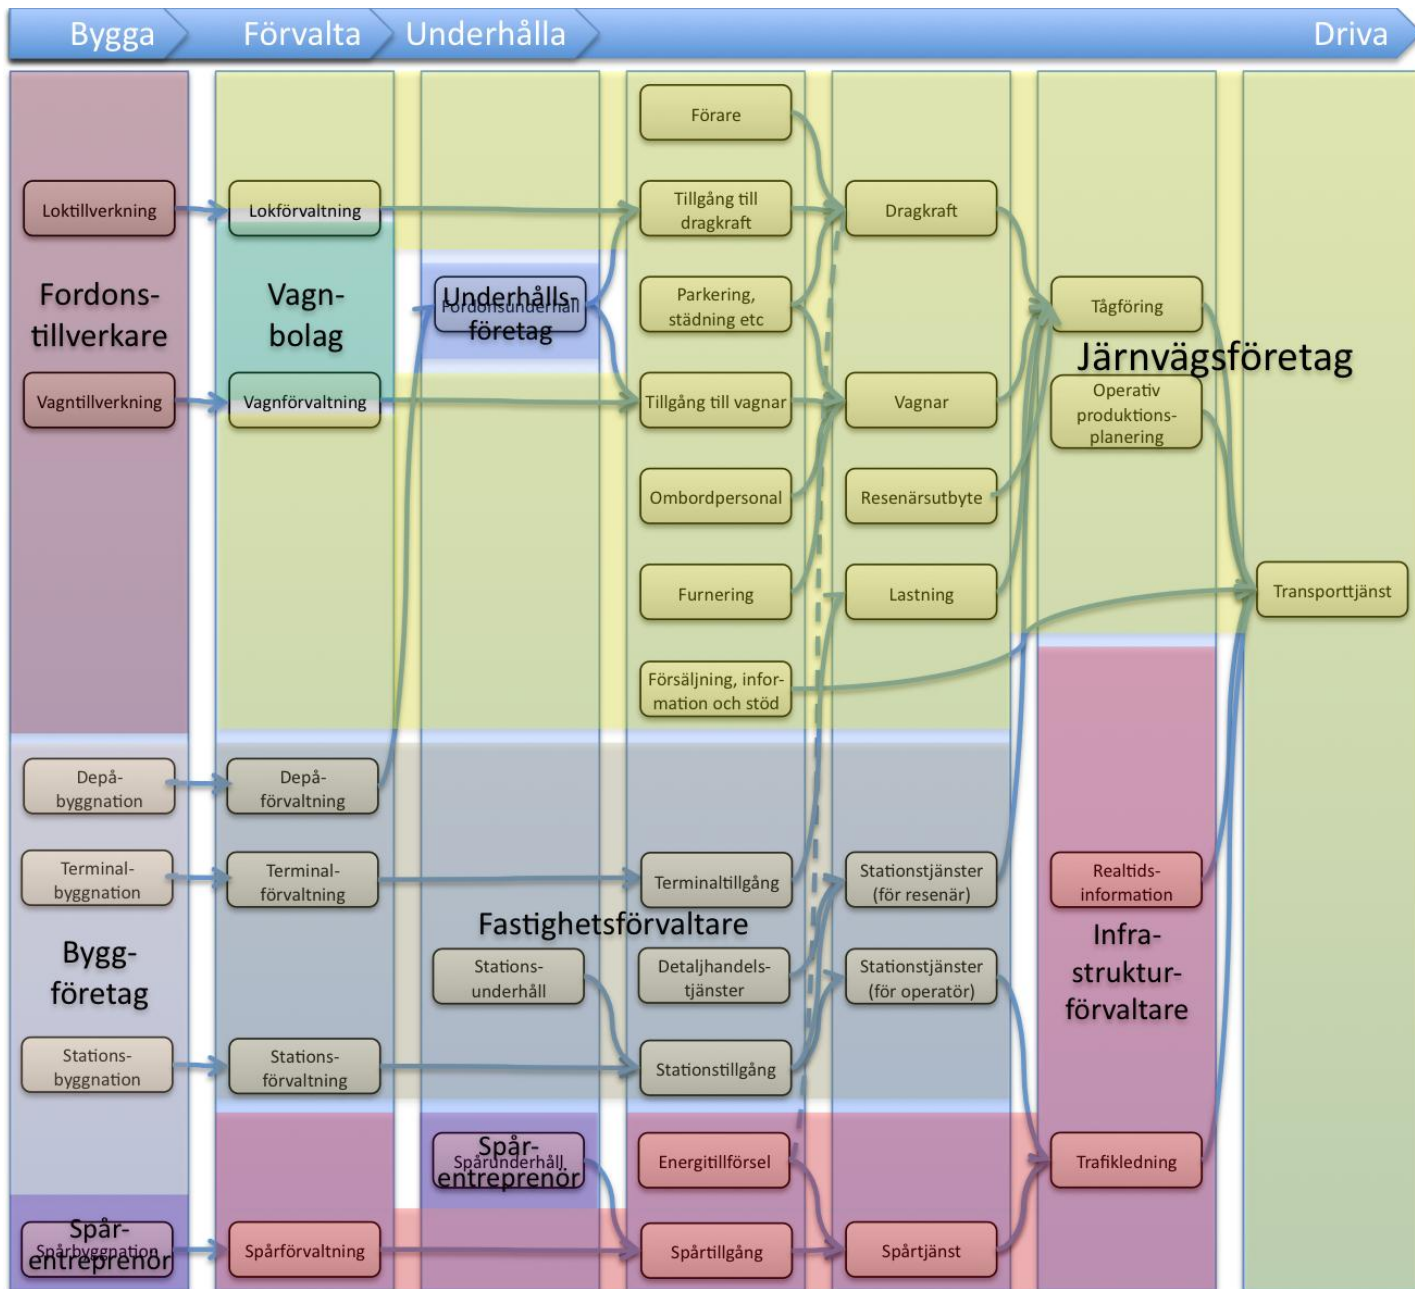 Bygga
Förvalta
Underhålla
Driva
Förare
Loktillverkning
Lokförvaltning
Tillgång till
dragkraft
Dragkraft
Fordons-
tillverkare
Vagn-
bolag
Underhålls-
företag
Fordonsunderhåll
Parkering,
städning etc
Tågföring
Järnvägsföretag
Vagntillverkning
Vagnförvaltning
Tillgång till vagnar
Vagnar
Operativ
produktions-
planering
Ombordpersonal
Resenärsutbyte
Furnering
Lastning
Transporttjänst
Försäljning, infor-
mation och stöd
Depå-
byggnation
Depå-
förvaltning
Terminal-
byggnation
Terminal-
förvaltning
Terminaltillgång
Stationstjänster
(för resenär)
Realtids-
information
Fastighetsförvaltare
Bygg-
företag
Stations-
underhåll
Detaljhandels-
tjänster
Stationstjänster
(för operatör)
Infra-
struktur-
förvaltare
Stations-
byggnation
Stations-
förvaltning
Stationstillgång
Spår-
entreprenör
Spårunderhåll
Energitillförsel
Trafikledning
Spår-
entreprenör
Spårbyggnation
Spårförvaltning
Spårtillgång
Spårtjänst